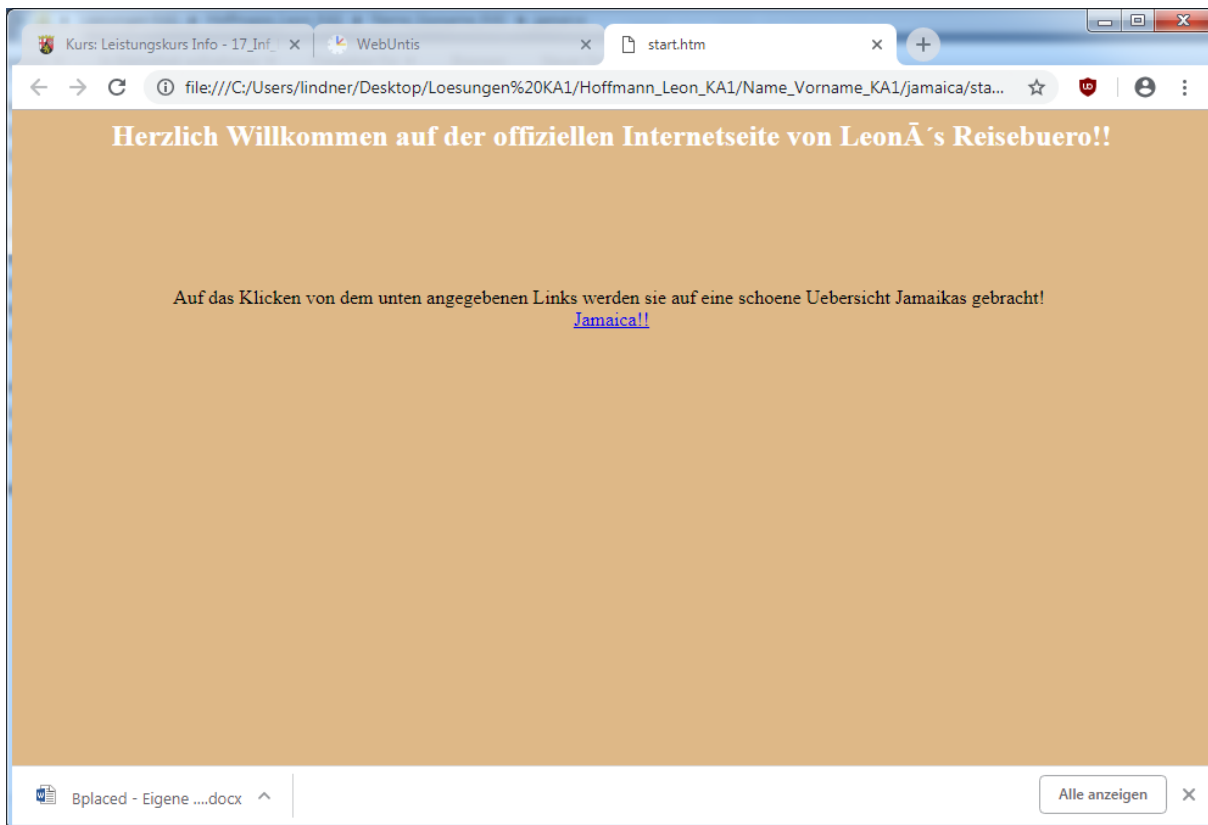 Kurs: Leistungskurs Info - 17_Inf_
WebUntis
start.htm
file:///C:/Users/lindner/Desktop/Loesungen%20KA1/Hoffmann_Leon_KA1/Name_Vorname_KA1/jamaica/sta...
Herzlich Willkommen auf der offiziellen Internetseite von LeonÂ´s Reisebuero!!
Auf das Klicken von dem unten angegebenen Links werden sie auf eine schoene Uebersicht Jamaikas gebracht!
Jamaica!!
Bplaced - Eigene ....docx
Alle anzeigen